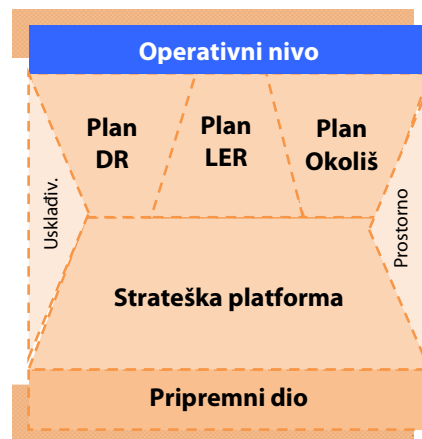 Operativni nivo
Plan
DR
Plan
LER
Plan
Okoliš
Usklađiv.
Prostorno
Strateška platforma
Pripremni dio